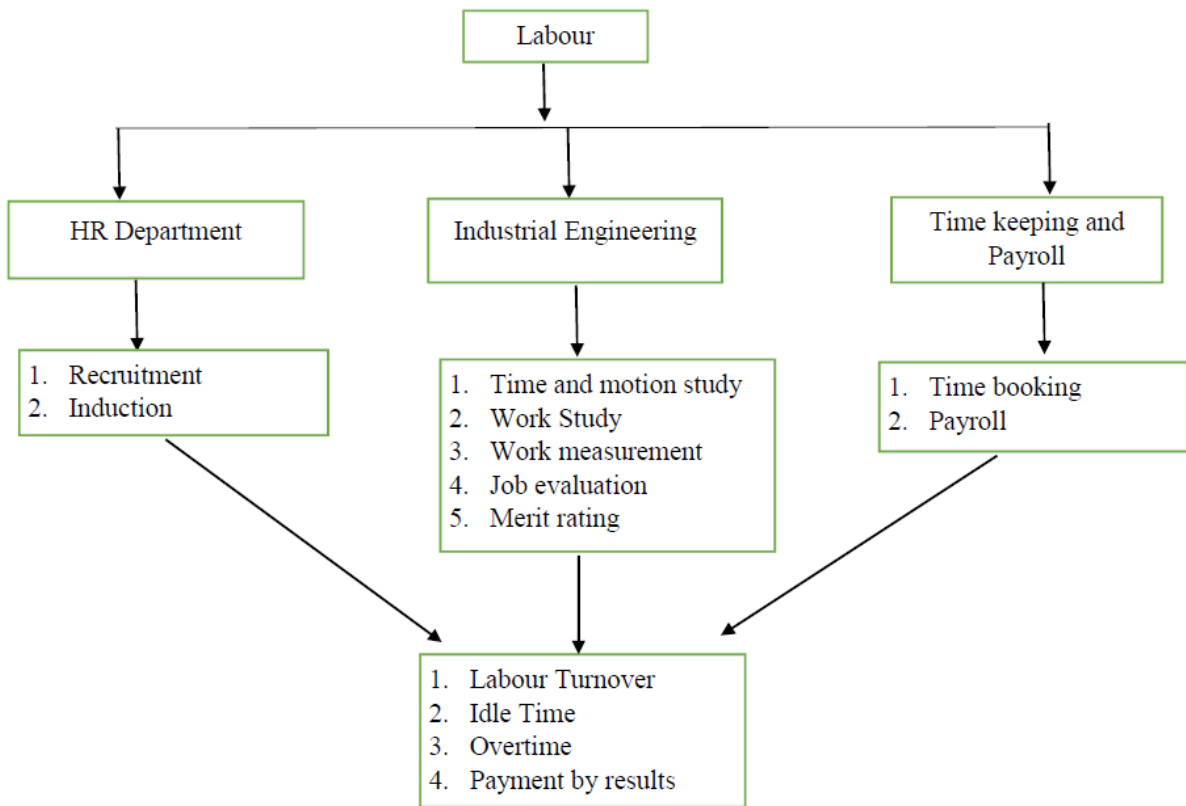 Labour
HR Department
Industrial Engineering
Time keeping and
Payroll
1. Recruitment
2. Induction
1. Time and motion study
2. Work Study
3. Work measurement
4. Job evaluation
5. Merit rating
1. Time booking
2. Payroll
1. Labour Turnover
2. Idle Time
3. Overtime
4. Payment by results